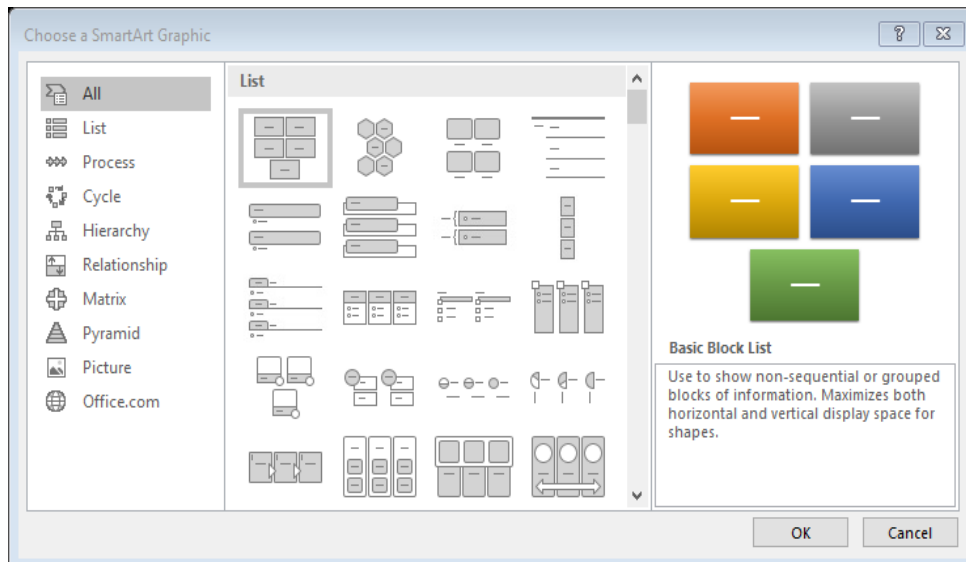 Choose a SmartArt Graphic
?
All
List
Process
Cycle
Hierarchy
Relationship
Matrix
Pyramid
Picture
Office.com
List
Basic Block List
Use to show non-sequential or grouped
blocks of information. Maximizes both
horizontal and vertical display space for
shapes.
OK
Cancel